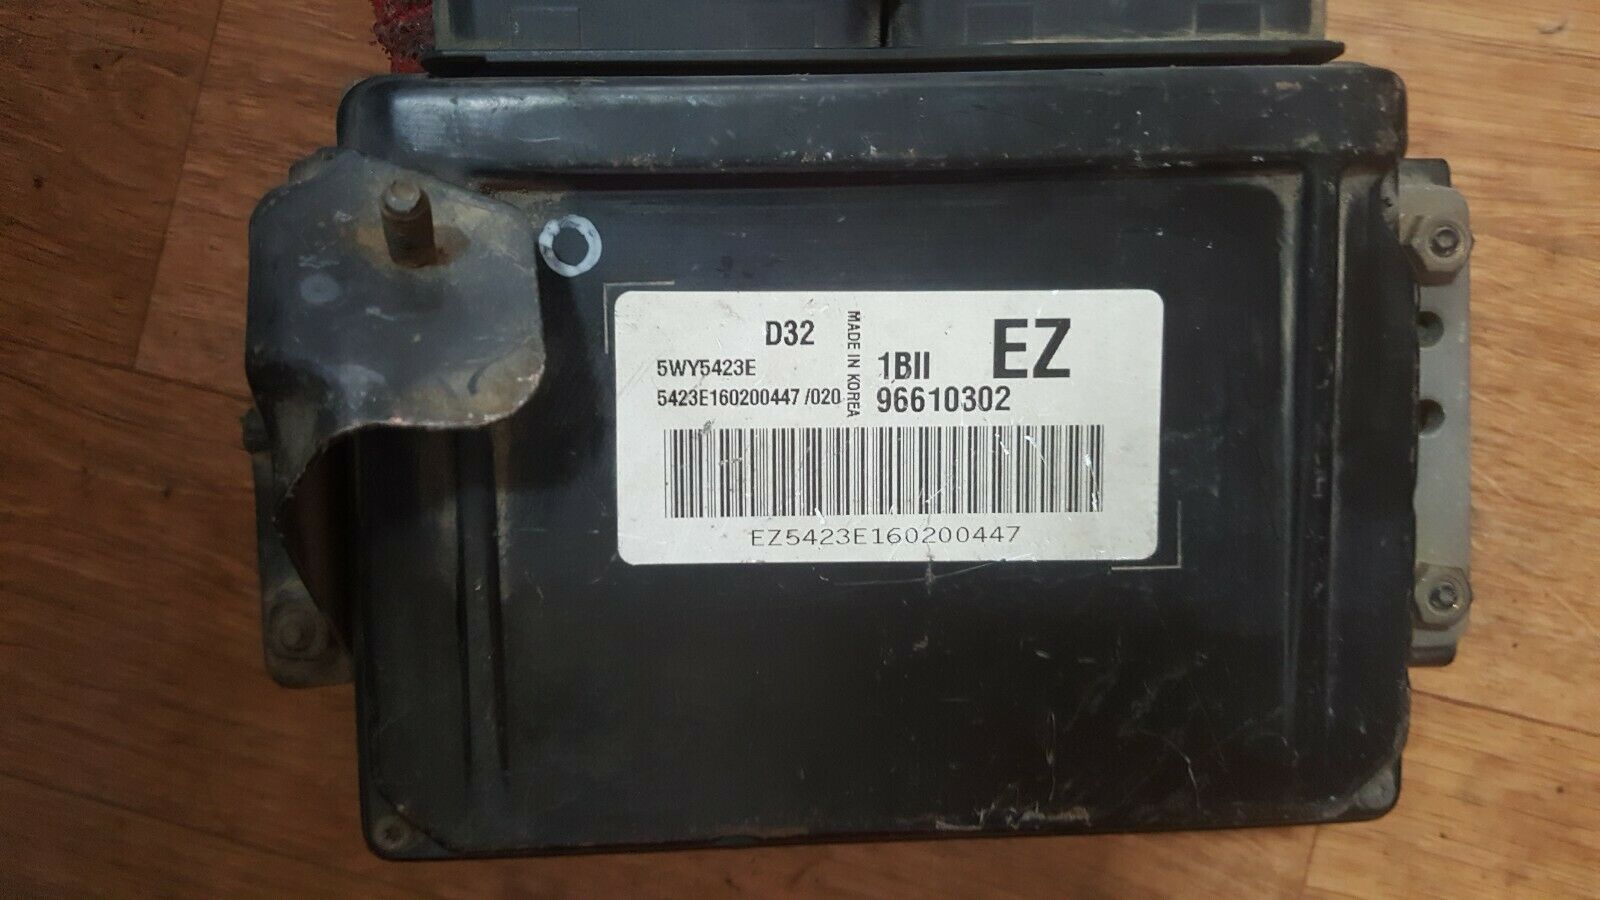 D32
5WY5423E
5423E160200447 /020
MADE IN KOREA
1BII
EZ
96610302
EZ5423E160200447